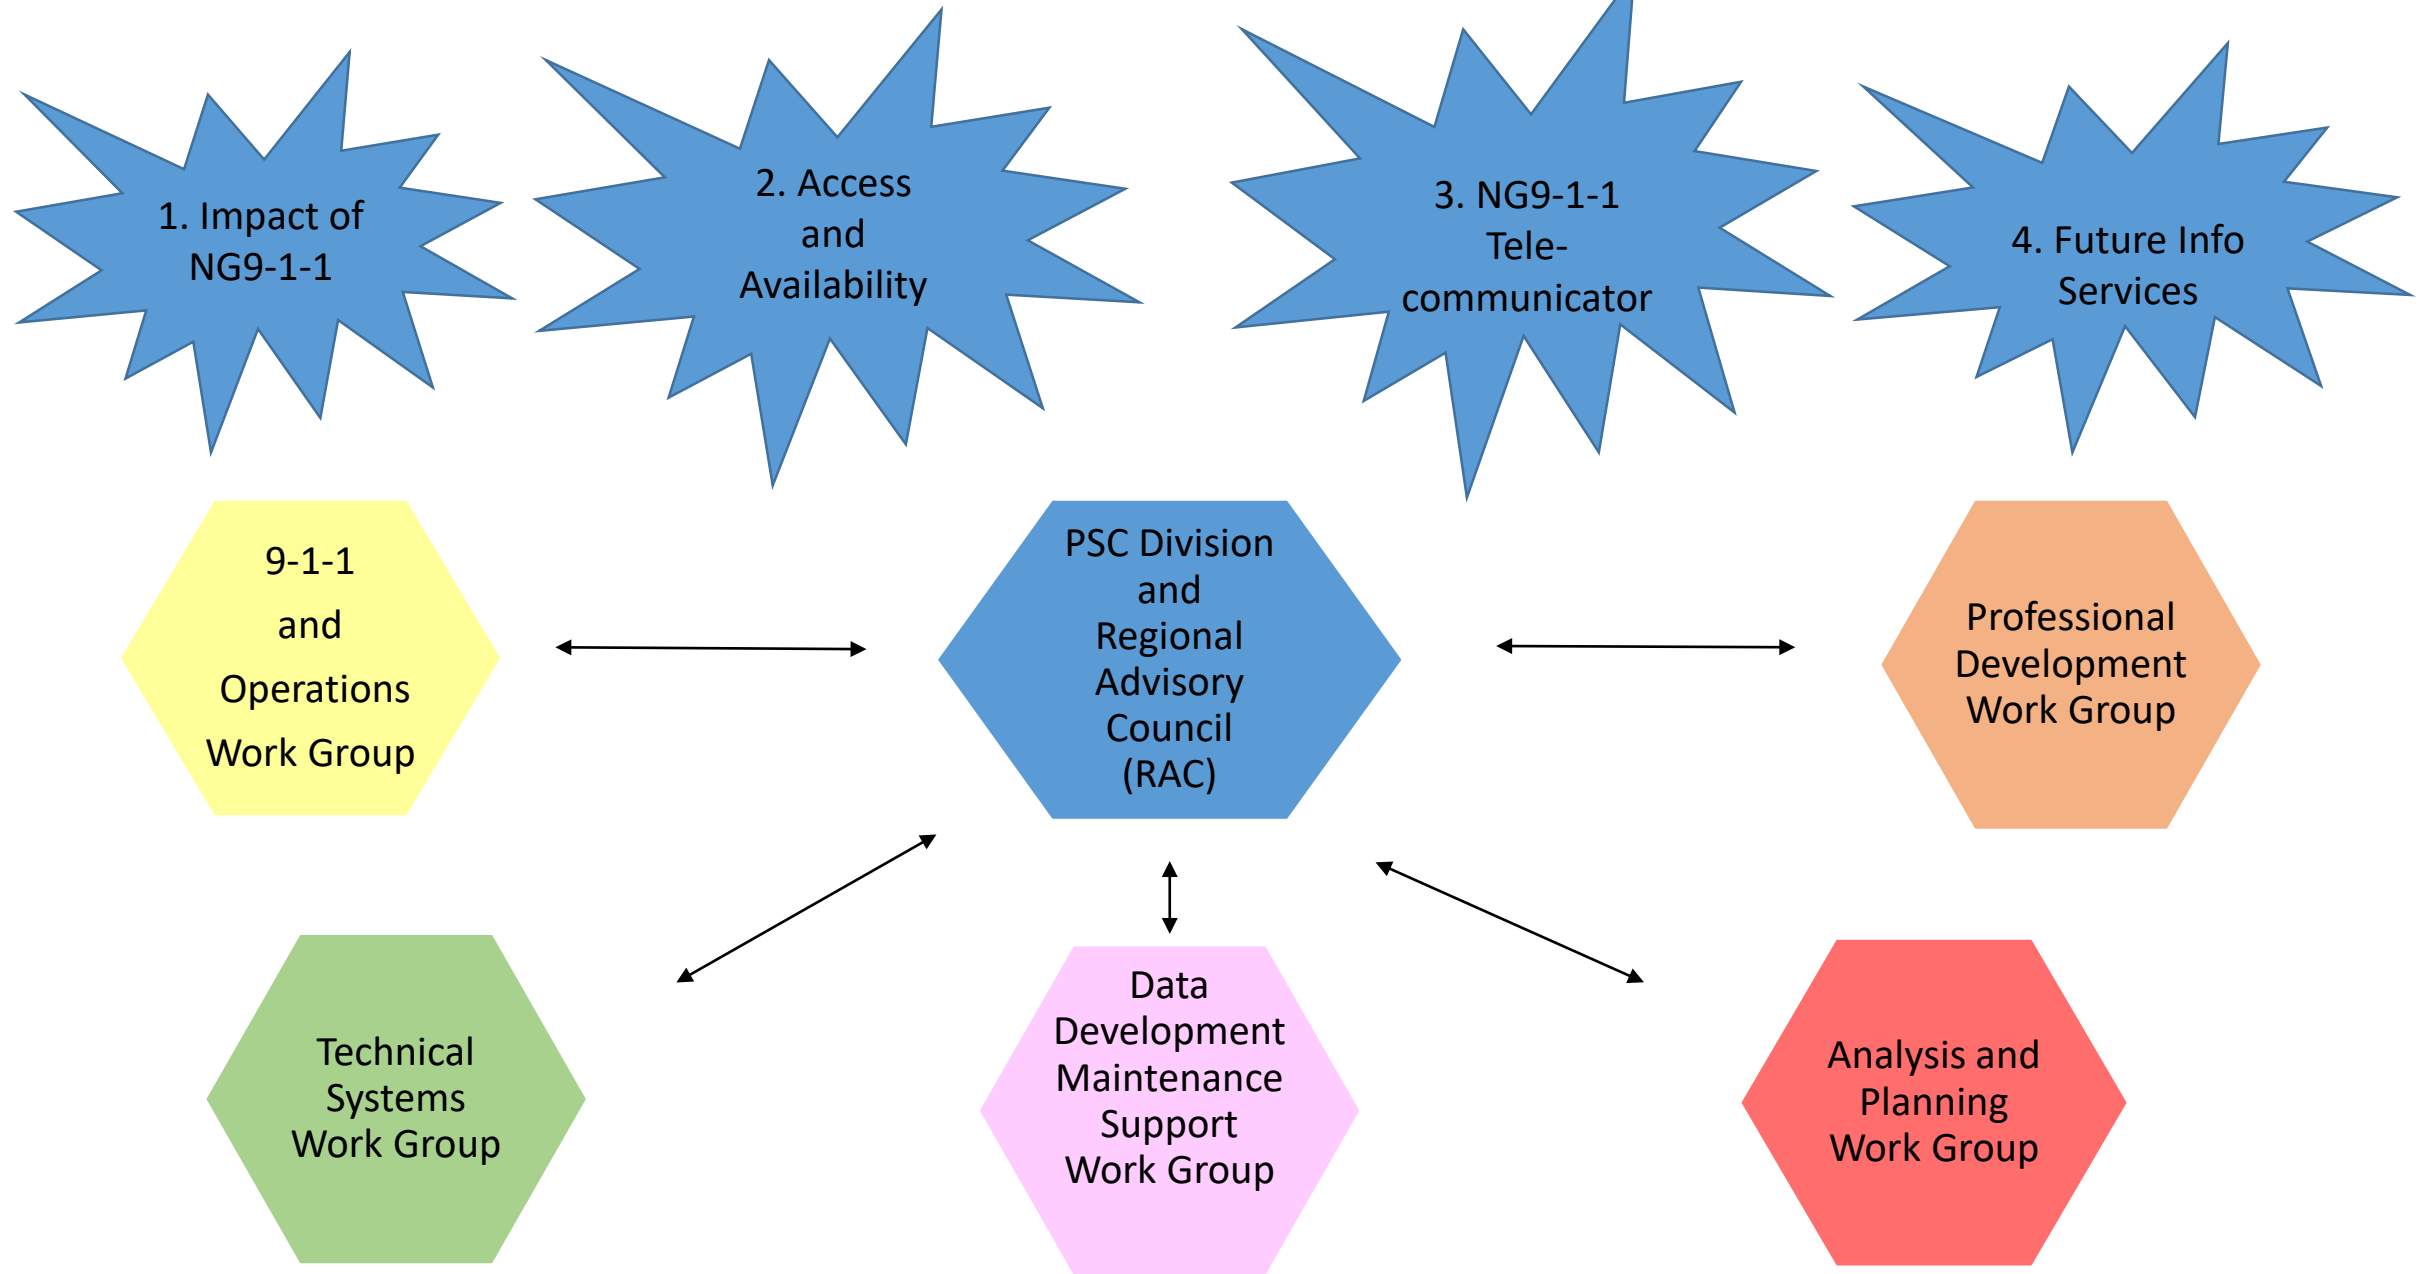 1. Impact of
NG9-1-1
2. Access
and
Availability
3. NG9-1-1
Tele-
communicator
4. Future Info
Services
9-1-1
and
Operations
Work Group
PSC Division
and
Regional
Advisory
Council
(RAC)
Professional
Development
Work Group
Technical
Systems
Work Group
Data
Development
Maintenance
Support
Work Group
Analysis and
Planning
Work Group